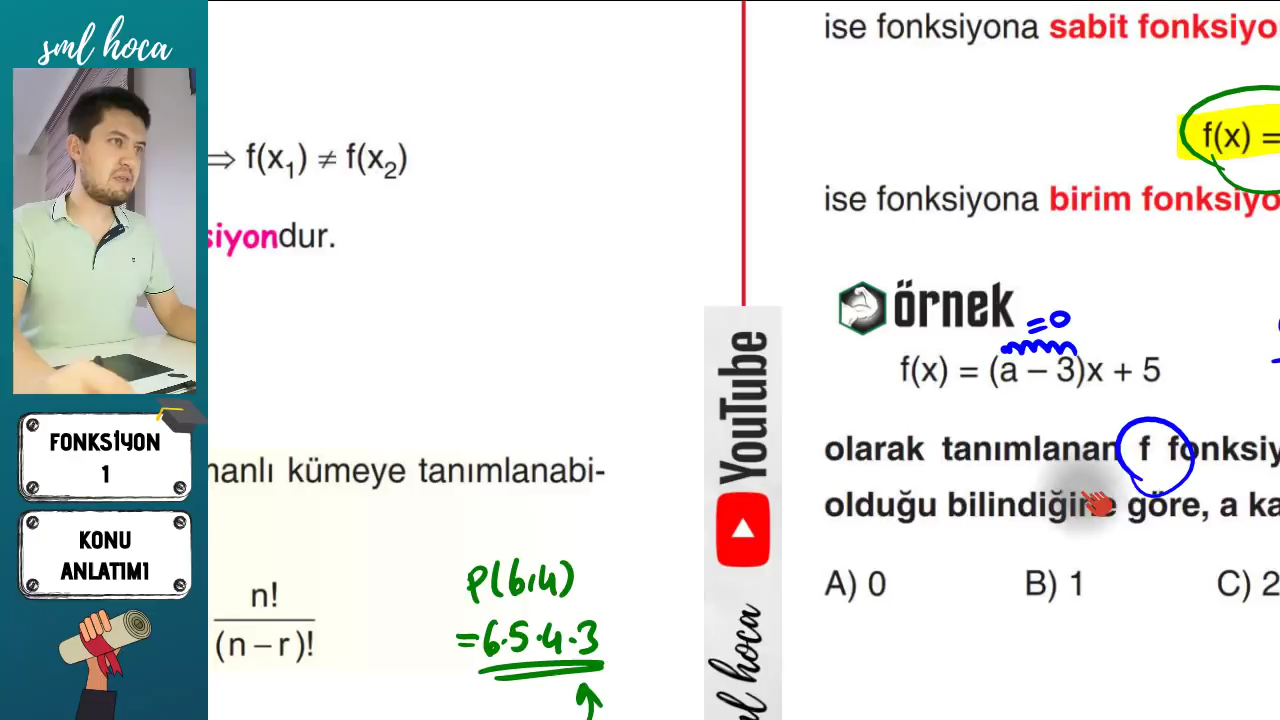 sml hoca
FONKSİYON
1
KONU
ANLATIMI
⇒ f(x₁) ≠ f(x₂)
siyondur.
manlı kümeye tanımlanabi-
n!
(n – r)!
P(6,4)
= 6·5·4·3
YouTube
sml hoca
ise fonksiyona sabit fonksiyo
f(x) =
ise fonksiyona birim fonksiyo
örnek
=0
f(x) = (a – 3)x + 5
olarak tanımlanan f fonksiy
olduğu bilindiğine göre, a ka
A) 0 B) 1 C) 2